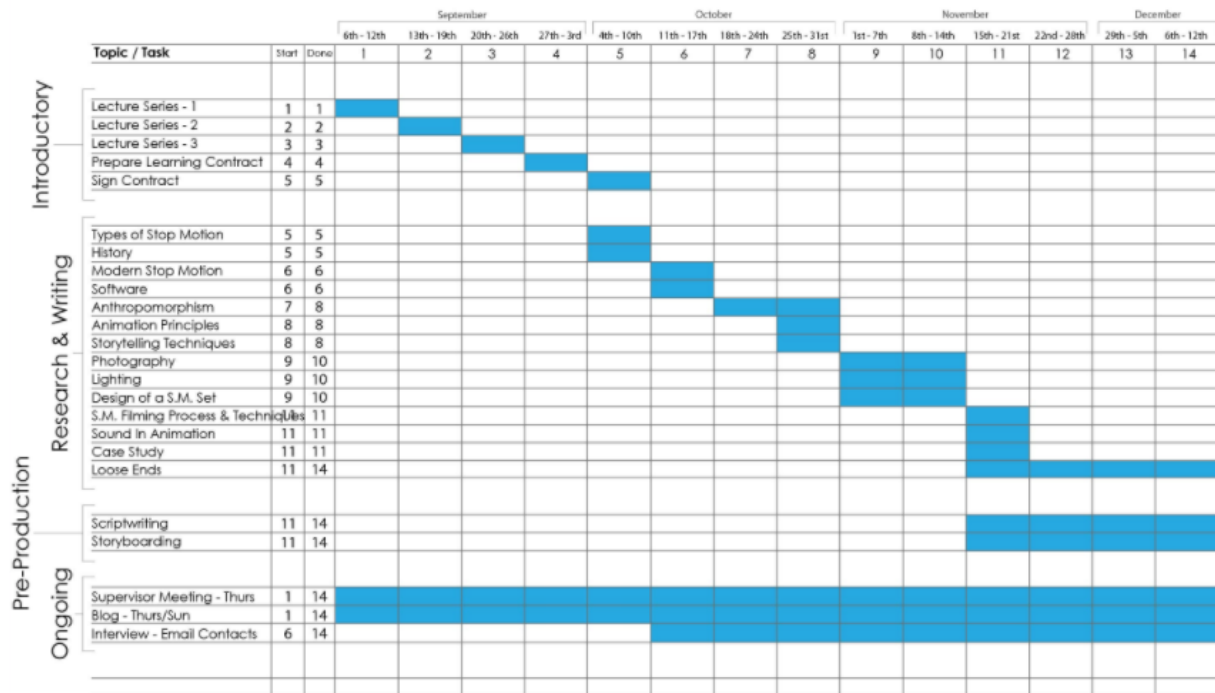 September October November December
6th - 12th 13th - 19th 20th - 26th 27th - 3rd 4th - 10th 11th - 17th 18th - 24th 25th - 31st 1st - 7th 8th - 14th 15th - 21st 22nd - 28th 29th - 5th 6th - 12th
Topic / Task Start Done 1 2 3 4 5 6 7 8 9 10 11 12 13 14
Introductory
Lecture Series - 1 1 1
Lecture Series - 2 2 2
Lecture Series - 3 3 3
Prepare Learning Contract 4 4
Sign Contract 5 5
Research & Writing
Types of Stop Motion 5 5
History 5 5
Modern Stop Motion 6 6
Software 6 6
Anthropomorphism 7 8
Animation Principles 8 8
Storytelling Techniques 8 8
Photography 9 10
Lighting 9 10
Design of a S.M. Set 9 10
S.M. Filming Process & Techniques 11 11
Sound In Animation 11 11
Case Study 11 11
Loose Ends 11 14
Pre-Production
Scriptwriting 11 14
Storyboarding 11 14
Ongoing
Supervisor Meeting - Thurs 1 14
Blog - Thurs/Sun 1 14
Interview - Email Contacts 6 14